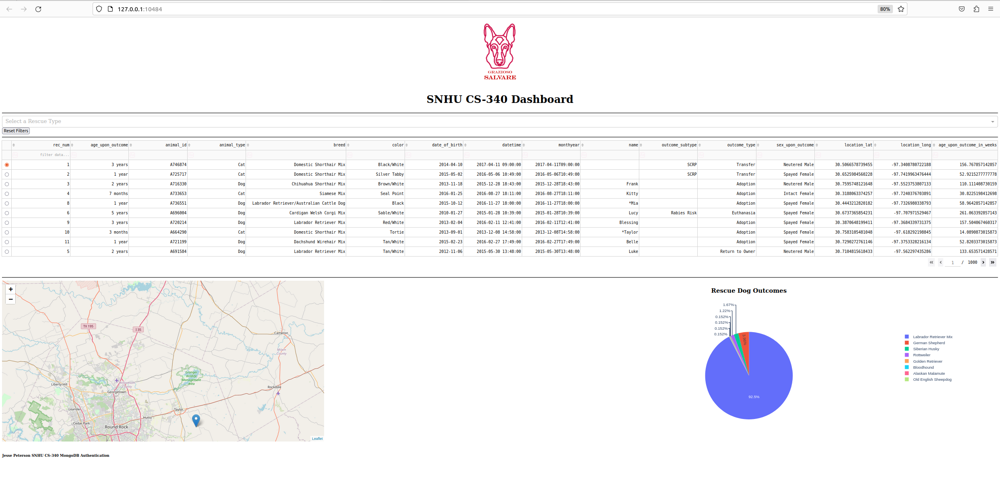 127.0.0.1:10484
80%
GRAZIOSO
SALVARE
SNHU CS-340 Dashboard
Select a Rescue Type
Reset Filters
rec_num age_upon_outcome animal_id animal_type breed color date_of_birth datetime monthyear name outcome_subtype outcome_type sex_upon_outcome location_lat location_long age_upon_outcome_in_weeks
filter data...
1 3 years A746874 Cat Domestic Shorthair Mix Black/White 2014-04-10 2017-04-11 09:00:00 2017-04-11T09:00:00 SCRP Transfer Neutered Male 30.5066578739455 -97.3408780722188 156.767857142857
2 1 year A725717 Cat Domestic Shorthair Mix Silver Tabby 2015-05-02 2016-05-06 10:49:00 2016-05-06T10:49:00 SCRP Transfer Spayed Female 30.6525984560228 -97.7419963476444 52.9215277777778
3 2 years A716330 Dog Chihuahua Shorthair Mix Brown/White 2013-11-18 2015-12-28 18:43:00 2015-12-28T18:43:00 Frank Adoption Neutered Male 30.7595748121648 -97.5523753807133 110.111408730159
4 7 months A733653 Cat Siamese Mix Seal Point 2016-01-25 2016-08-27 18:11:00 2016-08-27T18:11:00 Kitty Adoption Intact Female 30.3188063374257 -97.7240376703891 30.8225198412698
8 1 year A736551 Dog Labrador Retriever/Australian Cattle Dog Black 2015-10-12 2016-11-27 18:00:00 2016-11-27T18:00:00 *Mia Adoption Spayed Female 30.4443212820182 -97.7326980338793 58.9642857142857
6 5 years A696004 Dog Cardigan Welsh Corgi Mix Sable/White 2010-01-27 2015-01-28 10:39:00 2015-01-28T10:39:00 Lucy Rabies Risk Euthanasia Spayed Female 30.6737365854231 -97.707971529467 261.063392857143
9 3 years A720214 Dog Labrador Retriever Mix Red/White 2013-02-04 2016-02-11 12:41:00 2016-02-11T12:41:00 Blessing Adoption Spayed Female 30.3870648199411 -97.3684339731375 157.504067460317
10 3 months A664290 Cat Domestic Shorthair Mix Tortie 2013-09-01 2013-12-08 14:58:00 2013-12-08T14:58:00 *Taylor Adoption Spayed Female 30.7583105481048 -97.618292198845 14.0890873015873
11 1 year A721199 Dog Dachshund Wirehair Mix Tan/White 2015-02-23 2016-02-27 17:49:00 2016-02-27T17:49:00 Belle Adoption Spayed Female 30.7290272761146 -97.3753328216134 52.8203373015873
5 2 years A691584 Dog Labrador Retriever Mix Tan/White 2012-11-06 2015-05-30 13:48:00 2015-05-30T13:48:00 Luke Return to Owner Neutered Male 30.7104815618433 -97.562297435286 133.653571428571
« ‹ 1 / 1000 › »
+
−
TX 195
I 35
Cameron
Milam
County
Granger
Wildlife
Management
Area
Williamson
County
Liberty Hill
Georgetown
Rockdale
Leander
Taylor
Hutto
Cedar Park
Round Rock
Leaflet
Rescue Dog Outcomes
1.67%
1.22%
0.152%
0.152%
0.152%
0.152%
3.96%
92.5%
Labrador Retriever Mix
German Shepherd
Siberian Husky
Rottweiler
Golden Retriever
Bloodhound
Alaskan Malamute
Old English Sheepdog
Jesse Peterson SNHU CS-340 MongoDB Authentication